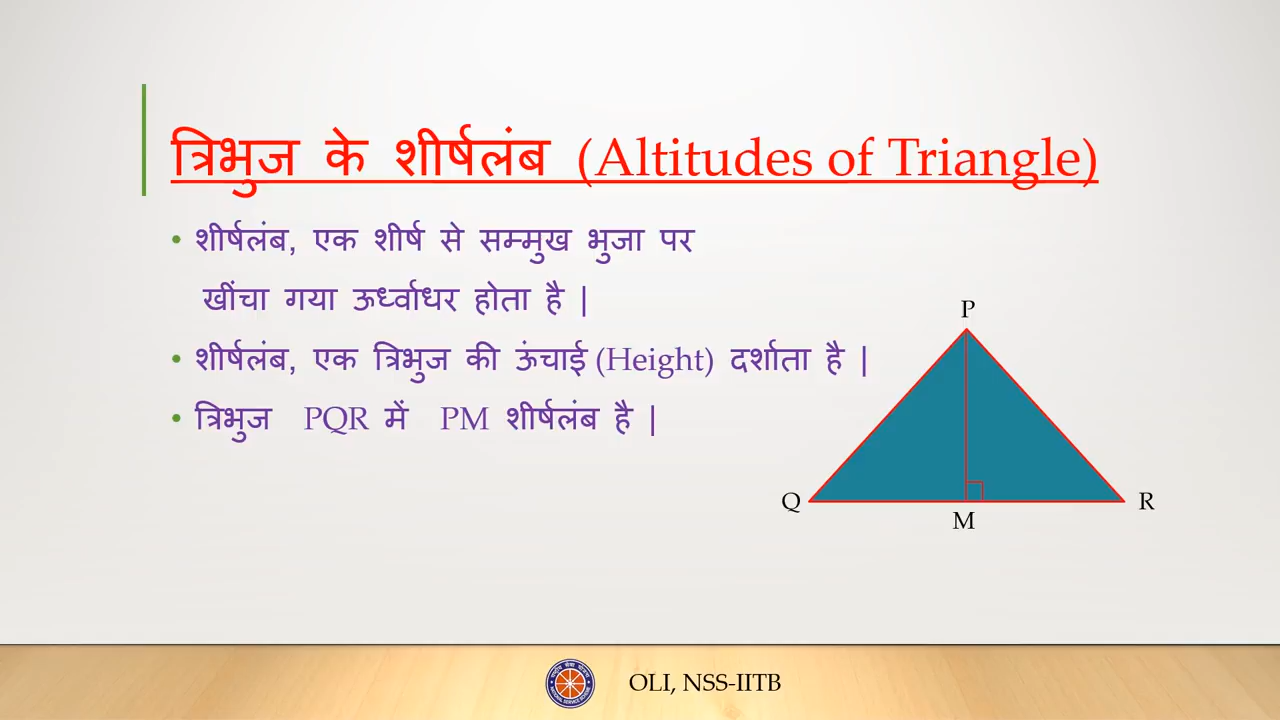 त्रिभुज के शीर्षलंब (Altitudes of Triangle)
• शीर्षलंब, एक शीर्ष से सम्मुख भुजा पर
खींचा गया ऊर्ध्वाधर होता है |
• शीर्षलंब, एक त्रिभुज की ऊंचाई (Height) दर्शाता है |
• त्रिभुज PQR में PM शीर्षलंब है |
P
Q
R
M
OLI, NSS-IITB